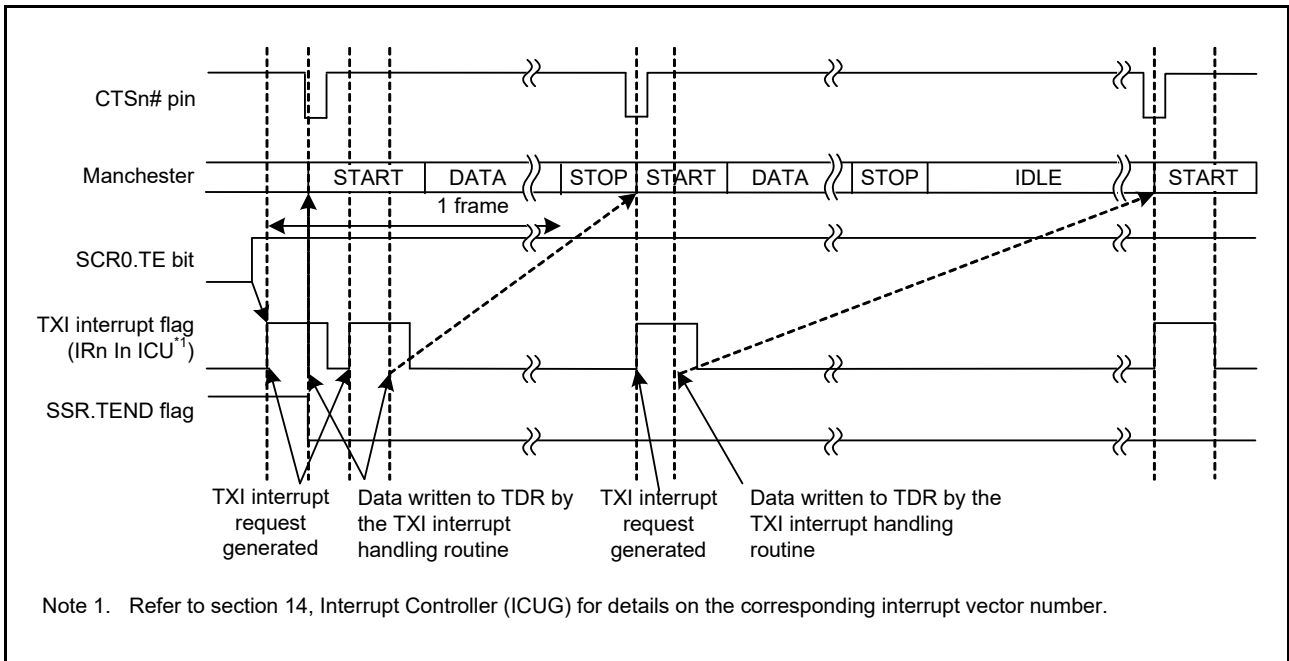 CTSn# pin
Manchester
START DATA STOP START DATA STOP IDLE START
1 frame
SCR0.TE bit
TXI interrupt flag
(IRn In ICU*1)
SSR.TEND flag
TXI interrupt
request
generated
Data written to TDR by
the TXI interrupt
handling routine
TXI interrupt
request
generated
Data written to TDR by the
TXI interrupt handling
routine
Note 1. Refer to section 14, Interrupt Controller (ICUG) for details on the corresponding interrupt vector number.